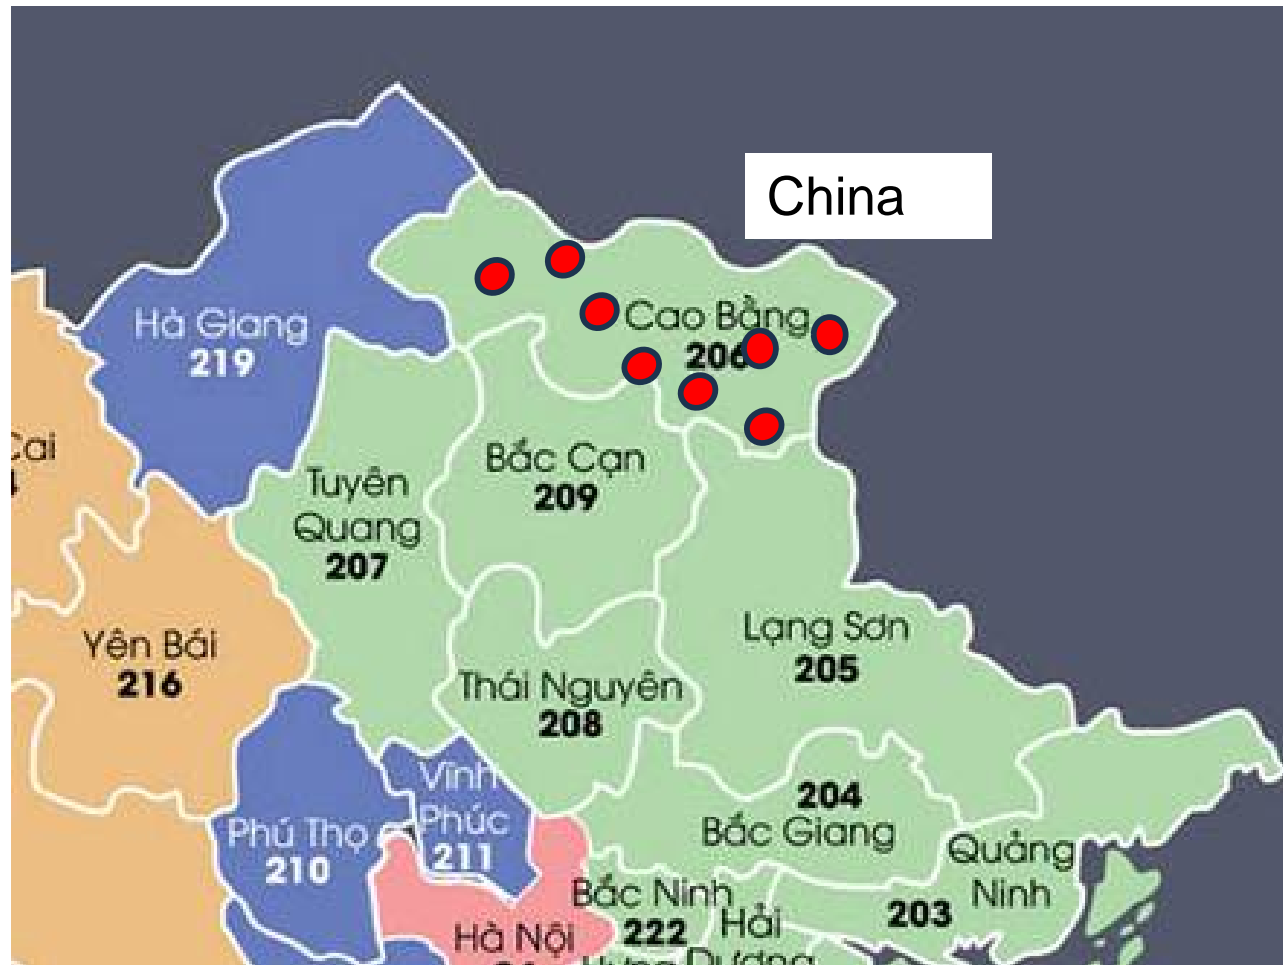 China
Hà Giang
219
Cao Bằng
206
Cai
Bắc Cạn
209
Tuyên
Quang
207
Lạng Sơn
205
Yên Bái
216
Thái Nguyên
208
Vĩnh
Phúc
211
204
Bắc Giang
Phú Thọ
210
Quảng
Ninh
203
Bắc Ninh
222
Hải
Dương
Hà Nội